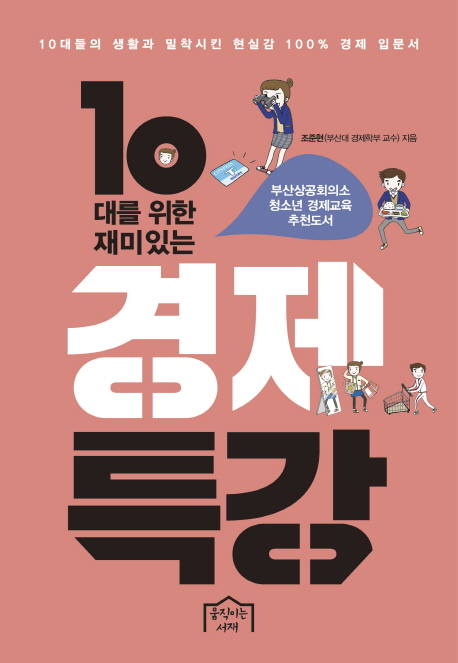 10대들의 생활과 밀착시킨 현실감 100% 경제 입문서
10
대를 위한
재미있는
경제
특강
조준현(부산대 경제학부 교수) 지음
부산상공회의소
청소년 경제교육
추천도서
움직이는
서재